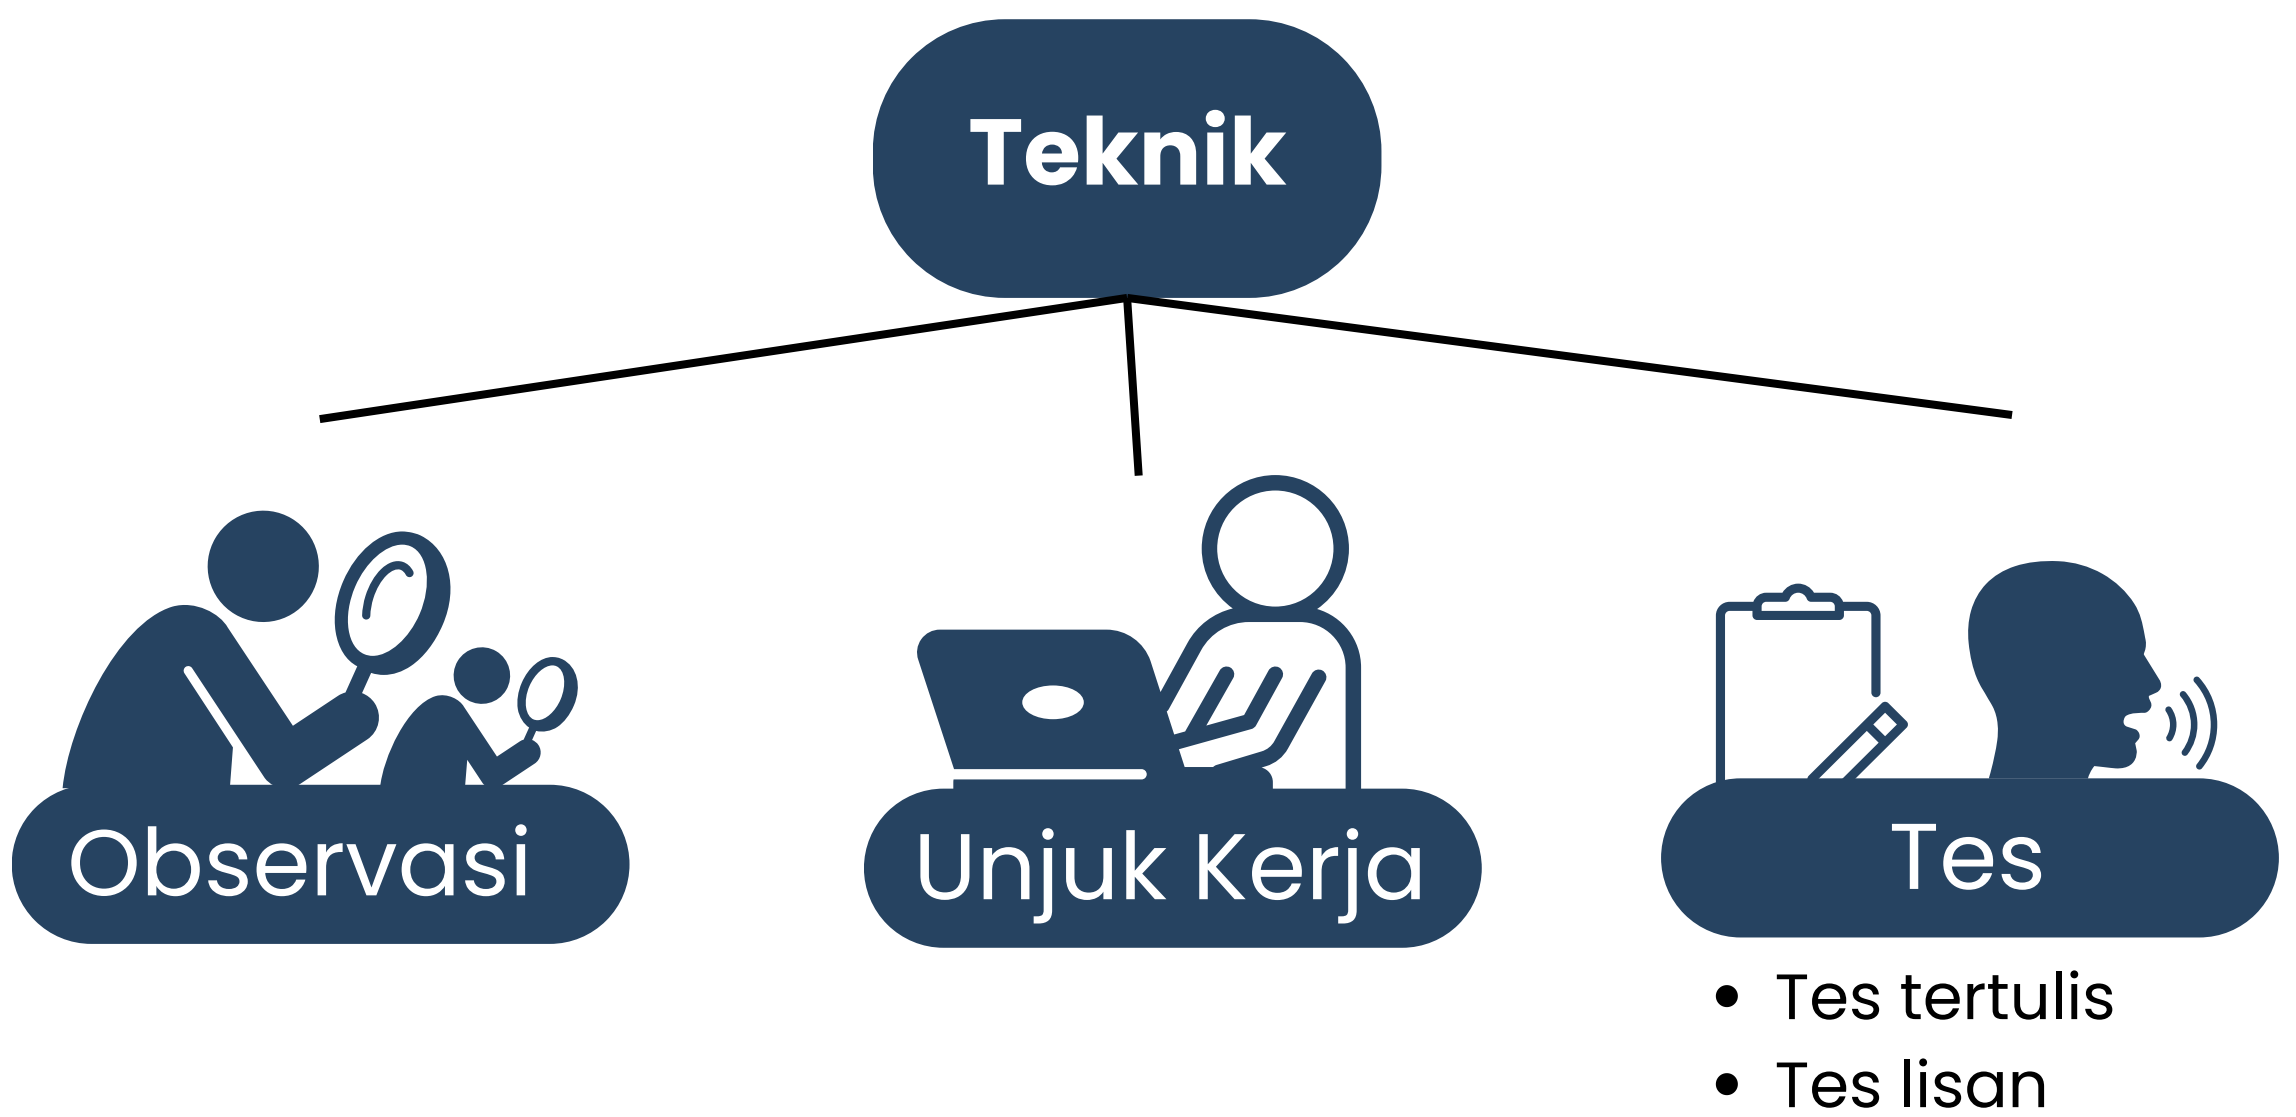 Teknik
Observasi
Unjuk Kerja
Tes
• Tes tertulis
• Tes lisan